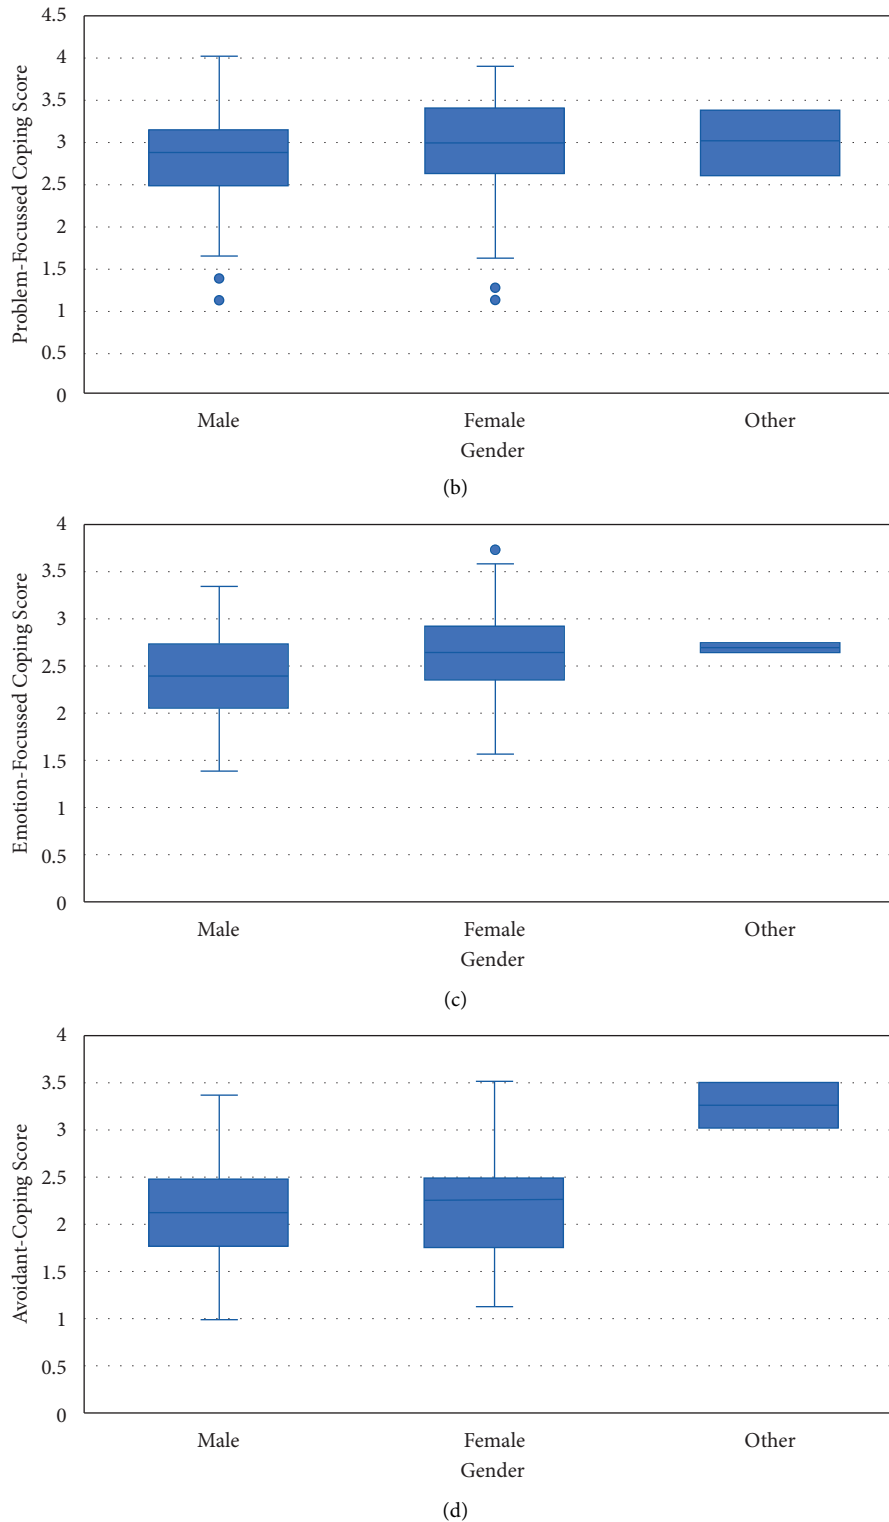 4.5
4
3.5
3
2.5
2
1.5
1
0.5
0
Problem-Focussed Coping Score
Male
Female
Other
Gender
(b)
4
3.5
3
2.5
2
1.5
1
0.5
0
Emotion-Focussed Coping Score
Male
Female
Other
Gender
(c)
4
3.5
3
2.5
2
1.5
1
0.5
0
Avoidant-Coping Score
Male
Female
Other
Gender
(d)